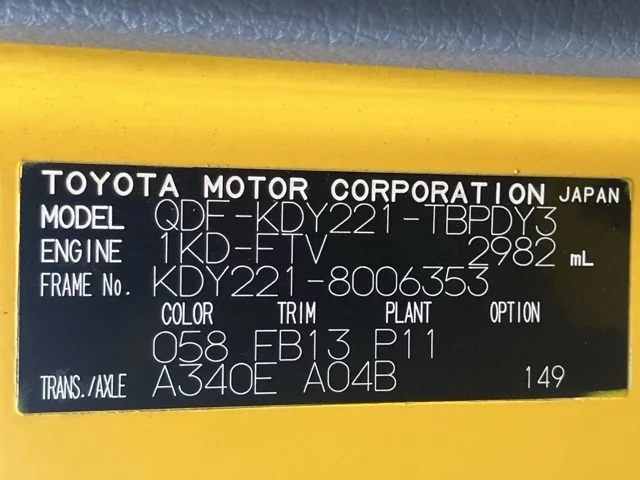 TOYOTA MOTOR CORPORATION JAPAN
MODEL QDF-KDY221-TBPDY3
ENGINE 1KD-FTV 2982 mL
FRAME No. KDY221-8006353
COLOR TRIM PLANT OPTION
058 FB13 P11
TRANS./AXLE A340E A04B 149